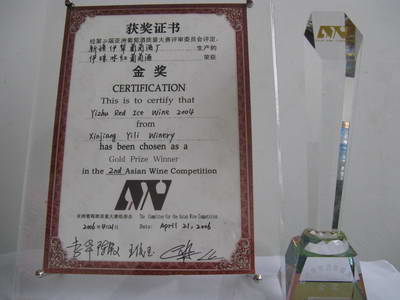 获奖证书
经第2届亚洲葡萄酒质量大赛评审委员会评定,
新疆伊犁葡萄酒厂 生产的
伊珠冰红葡萄酒 荣获
金奖
CERTIFICATION
This is to certify that
Yizhu Red Ice Wine 2004
from
Xinjiang Yili Winery
has been chosen as a
Gold Prize Winner
in the 2nd Asian Wine Competition
亚洲葡萄酒质量大赛组委会 The Committee for the Asian Wine Competition
2006年4月21日 Date: April 21, 2006